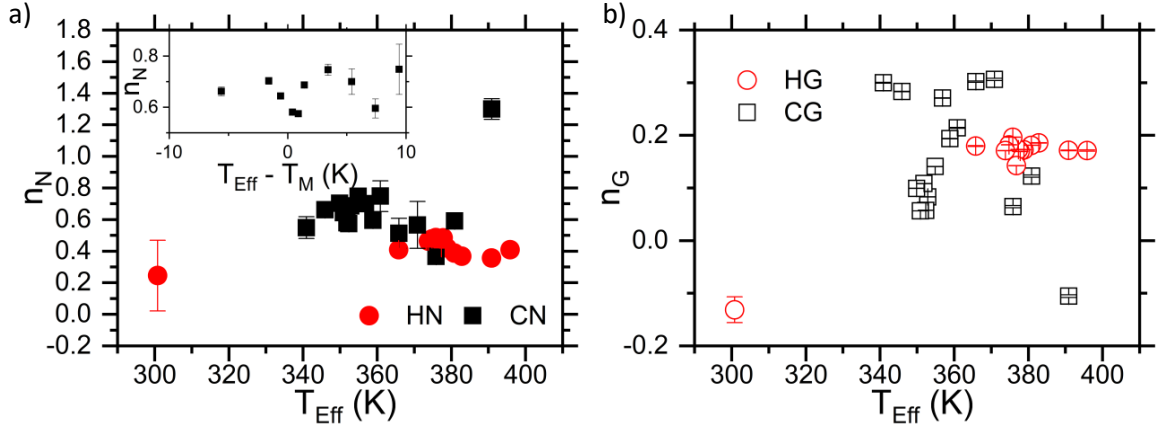 a)
1.8
1.6
1.4
1.2
1.0
0.8
0.6
0.4
0.2
0.0
-0.2
n_N
0.8
0.6
n_N
-10 0 10
T_Eff - T_M (K)
HN CN
300 320 340 360 380 400
T_Eff (K)
b)
0.4
0.2
0.0
-0.2
n_G
HG
CG
300 320 340 360 380 400
T_Eff (K)